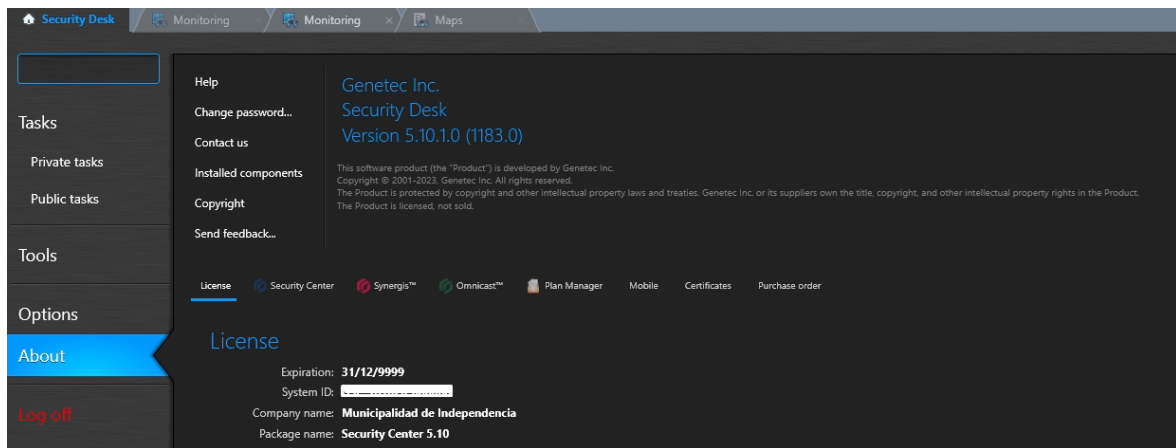 Security Desk
Monitoring
Monitoring
Maps
Tasks
Private tasks
Public tasks
Tools
Options
About
Log off
Help
Change password...
Contact us
Installed components
Copyright
Send feedback...
Genetec Inc.
Security Desk
Version 5.10.1.0 (1183.0)
This software product (the "Product") is developed by Genetec Inc.
Copyright © 2001-2023, Genetec Inc. All rights reserved.
The Product is protected by copyright and other intellectual property laws and treaties. Genetec Inc. or its suppliers own the title, copyright, and other intellectual property rights in the Product.
The Product is licensed, not sold.
License Security Center Synergis™ Omnicast™ Plan Manager Mobile Certificates Purchase order
License
Expiration: 31/12/9999
System ID:
Company name: Municipalidad de Independencia
Package name: Security Center 5.10